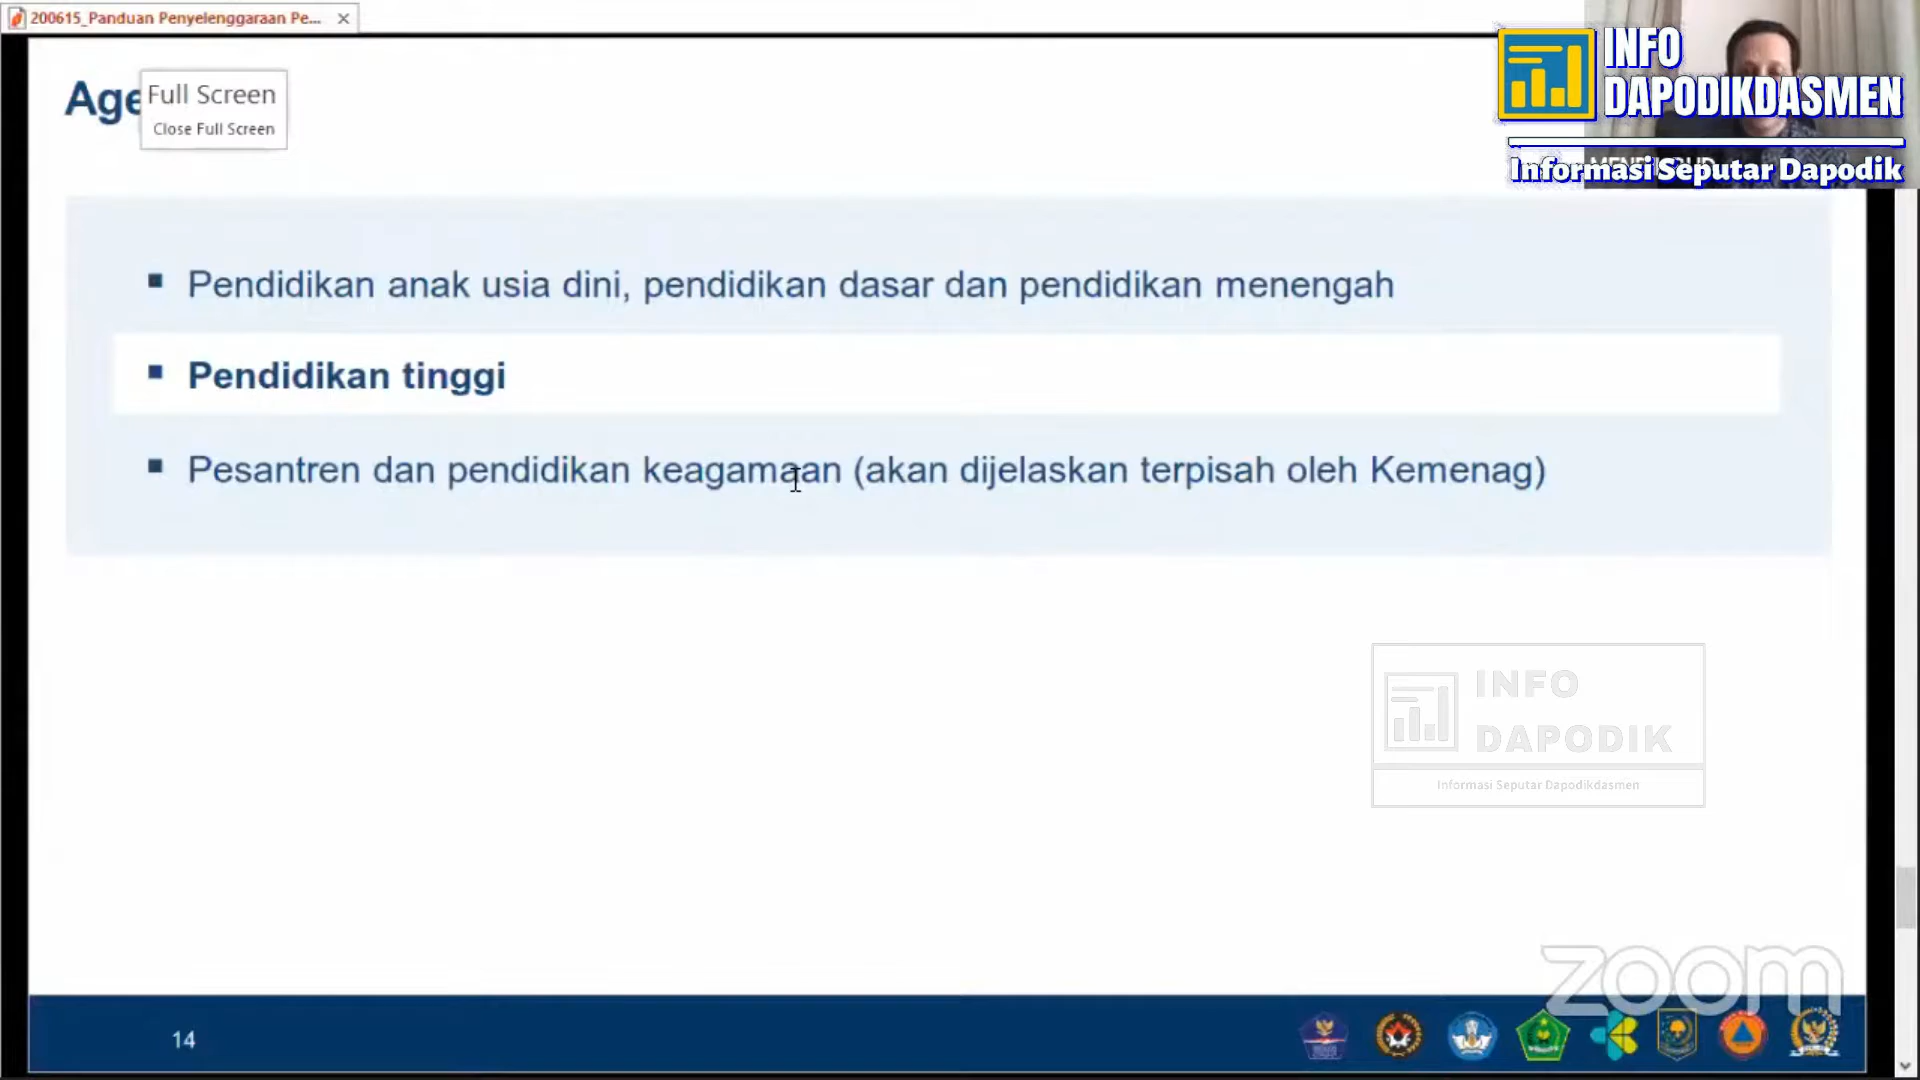 200615_Panduan Penyelenggaraan Pe...
Age
Full Screen
Close Full Screen
INFO
DAPODIKDASMEN
Informasi Seputar Dapodik
Pendidikan anak usia dini, pendidikan dasar dan pendidikan menengah
Pendidikan tinggi
Pesantren dan pendidikan keagamaan (akan dijelaskan terpisah oleh Kemenag)
INFO
DAPODIK
Informasi Seputar Dapodikdasmen
zoom
14